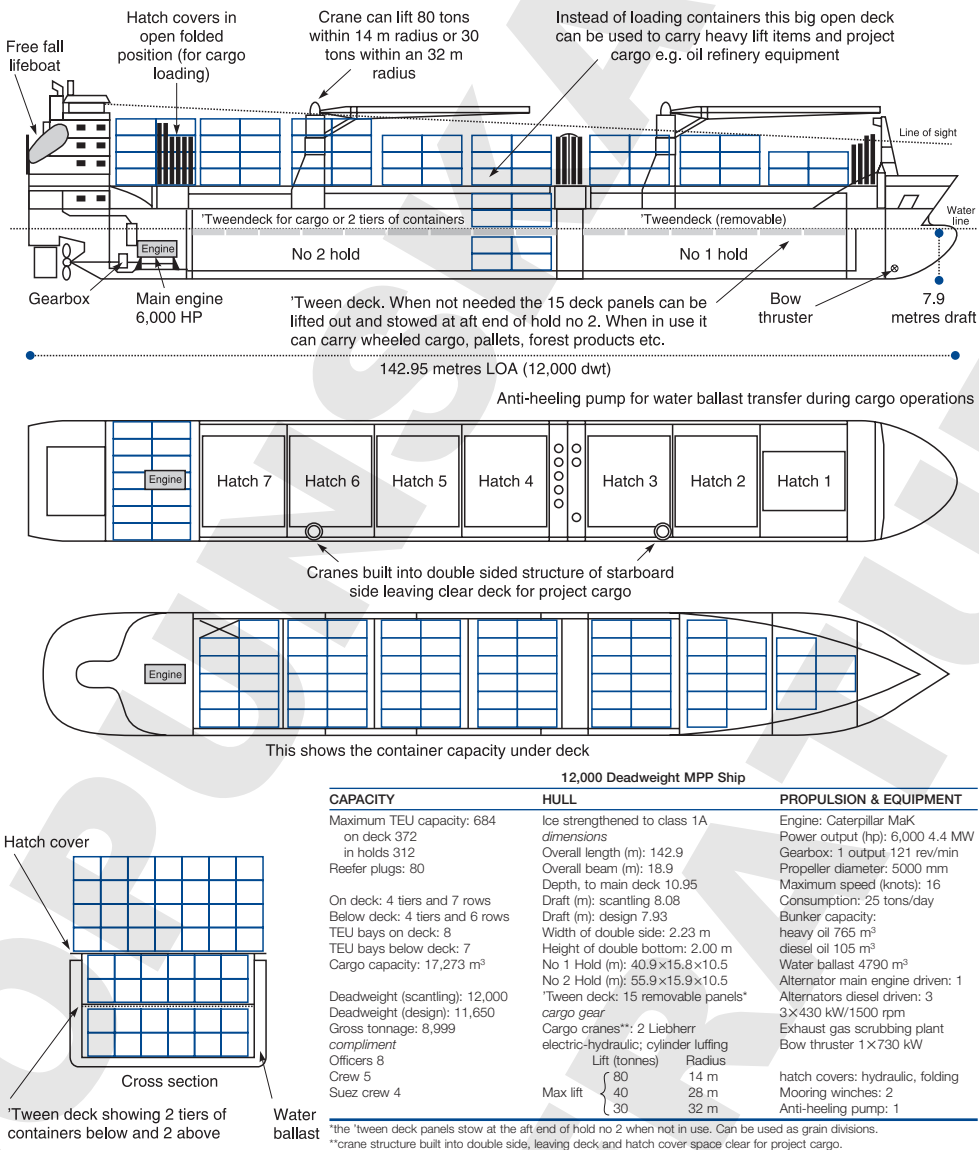 Free fall
lifeboat
Hatch covers in
open folded
position (for cargo
loading)
Crane can lift 80 tons
within 14 m radius or 30
tons within an 32 m
radius
Instead of loading containers this big open deck
can be used to carry heavy lift items and project
cargo e.g. oil refinery equipment
Line of sight
'Tweendeck for cargo or 2 tiers of containers
'Tweendeck (removable)
Water
line
Engine
No 2 hold
No 1 hold
Gearbox
Main engine
6,000 HP
'Tween deck. When not needed the 15 deck panels can be
lifted out and stowed at aft end of hold no 2. When in use it
can carry wheeled cargo, pallets, forest products etc.
Bow
thruster
7.9
metres draft
142.95 metres LOA (12,000 dwt)
Anti-heeling pump for water ballast transfer during cargo operations
Engine
Hatch 7
Hatch 6
Hatch 5
Hatch 4
Hatch 3
Hatch 2
Hatch 1
Cranes built into double sided structure of starboard
side leaving clear deck for project cargo
Engine
This shows the container capacity under deck
Hatch cover
Cross section
'Tween deck showing 2 tiers of
containers below and 2 above
Water
ballast
12,000 Deadweight MPP Ship
CAPACITY
Maximum TEU capacity: 684
on deck 372
in holds 312
Reefer plugs: 80
On deck: 4 tiers and 7 rows
Below deck: 4 tiers and 6 rows
TEU bays on deck: 8
TEU bays below deck: 7
Cargo capacity: 17,273 m³
Deadweight (scantling): 12,000
Deadweight (design): 11,650
Gross tonnage: 8,999
compliment
Officers 8
Crew 5
Suez crew 4
HULL
Ice strengthened to class 1A
dimensions
Overall length (m): 142.9
Overall beam (m): 18.9
Depth, to main deck 10.95
Draft (m): scantling 8.08
Draft (m): design 7.93
Width of double side: 2.23 m
Height of double bottom: 2.00 m
No 1 Hold (m): 40.9×15.8×10.5
No 2 Hold (m): 55.9×15.9×10.5
'Tween deck: 15 removable panels*
cargo gear
Cargo cranes**: 2 Liebherr
electric-hydraulic; cylinder luffing
Lift (tonnes) Radius
80 14 m
Max lift 40 28 m
30 32 m
PROPULSION & EQUIPMENT
Engine: Caterpillar MaK
Power output (hp): 6,000 4.4 MW
Gearbox: 1 output 121 rev/min
Propeller diameter: 5000 mm
Maximum speed (knots): 16
Consumption: 25 tons/day
Bunker capacity:
heavy oil 765 m³
diesel oil 105 m³
Water ballast 4790 m³
Alternator main engine driven: 1
Alternators diesel driven: 3
3×430 kW/1500 rpm
Exhaust gas scrubbing plant
Bow thruster 1×730 kW
hatch covers: hydraulic, folding
Mooring winches: 2
Anti-heeling pump: 1
*the 'tween deck panels stow at the aft end of hold no 2 when not in use. Can be used as grain divisions.
**crane structure built into double side, leaving deck and hatch cover space clear for project cargo.